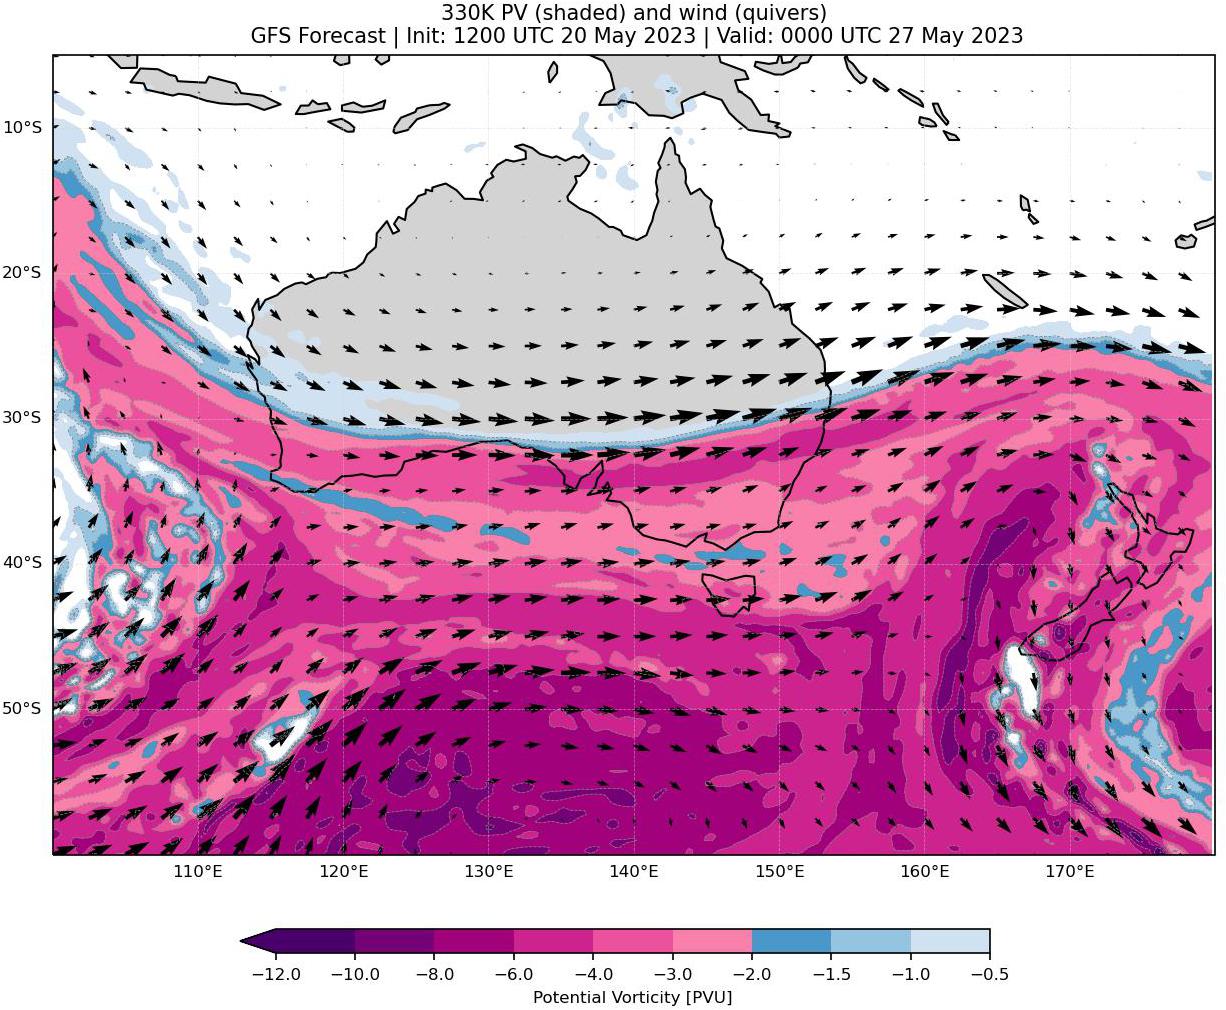 330K PV (shaded) and wind (quivers)
GFS Forecast | Init: 1200 UTC 20 May 2023 | Valid: 0000 UTC 27 May 2023
10°S
20°S
30°S
40°S
50°S
110°E 120°E 130°E 140°E 150°E 160°E 170°E
−12.0 −10.0 −8.0 −6.0 −4.0 −3.0 −2.0 −1.5 −1.0 −0.5
Potential Vorticity [PVU]